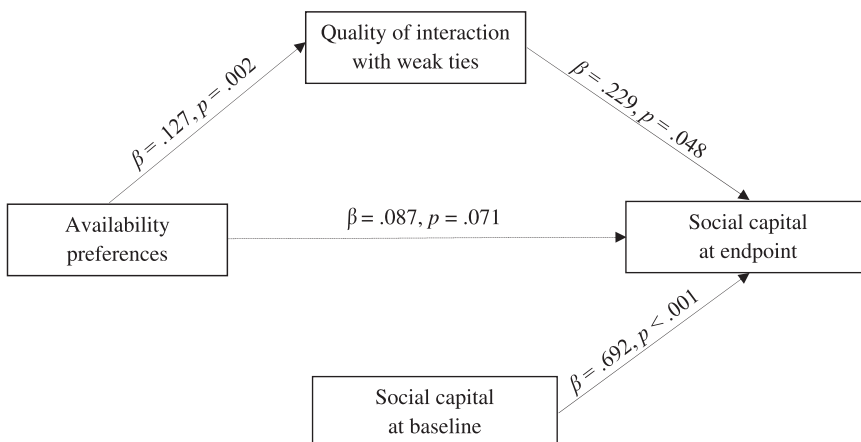 Quality of interaction
with weak ties
β = .127, p = .002
β = .229, p = .048
Availability
preferences
β = .087, p = .071
Social capital
at endpoint
β = .692, p < .001
Social capital
at baseline